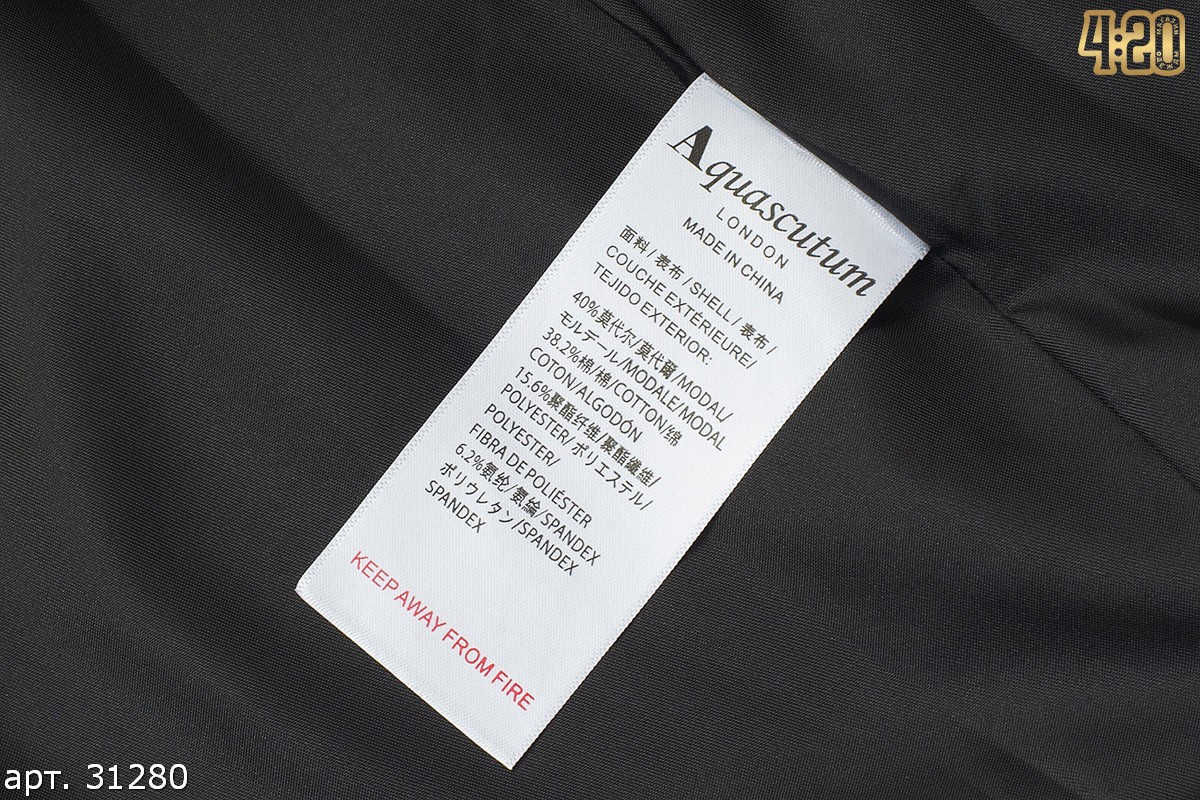 4:20
Aquascutum
LONDON
MADE IN CHINA
面料/表布/SHELL/表布/
COUCHE EXTÉRIEURE/
TEJIDO EXTERIOR:
40%莫代尔/莫代爾/MODAL/
モルデール/MODALE/MODAL
38.2%棉/棉/COTTON/绵
COTON/ALGODÓN
15.6%聚酯纤维/聚酯纖維/
POLYESTER/ポリエステル/
POLYESTER/
FIBRA DE POLIÉSTER
6.2%氨纶/氨綸/SPANDEX
ポリウレタン/SPANDEX
SPANDEX
KEEP AWAY FROM FIRE
арт. 31280